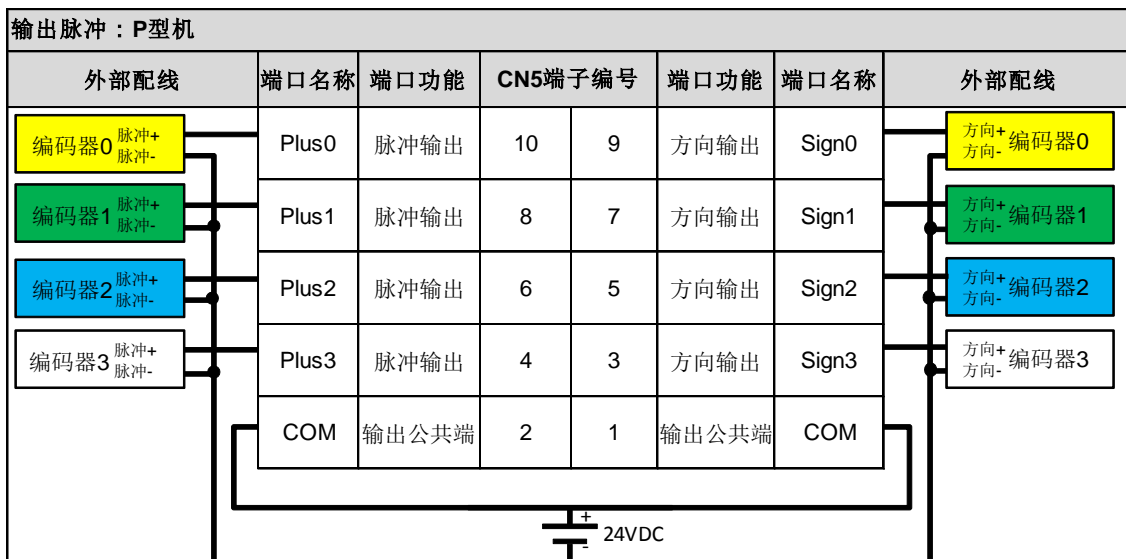 输出脉冲：P型机
外部配线 端口名称 端口功能 CN5端子编号 端口功能 端口名称 外部配线
编码器0 脉冲+ 脉冲- Plus0 脉冲输出 10 9 方向输出 Sign0 方向+ 方向- 编码器0
编码器1 脉冲+ 脉冲- Plus1 脉冲输出 8 7 方向输出 Sign1 方向+ 方向- 编码器1
编码器2 脉冲+ 脉冲- Plus2 脉冲输出 6 5 方向输出 Sign2 方向+ 方向- 编码器2
编码器3 脉冲+ 脉冲- Plus3 脉冲输出 4 3 方向输出 Sign3 方向+ 方向- 编码器3
COM 输出公共端 2 1 输出公共端 COM
+
24VDC
-